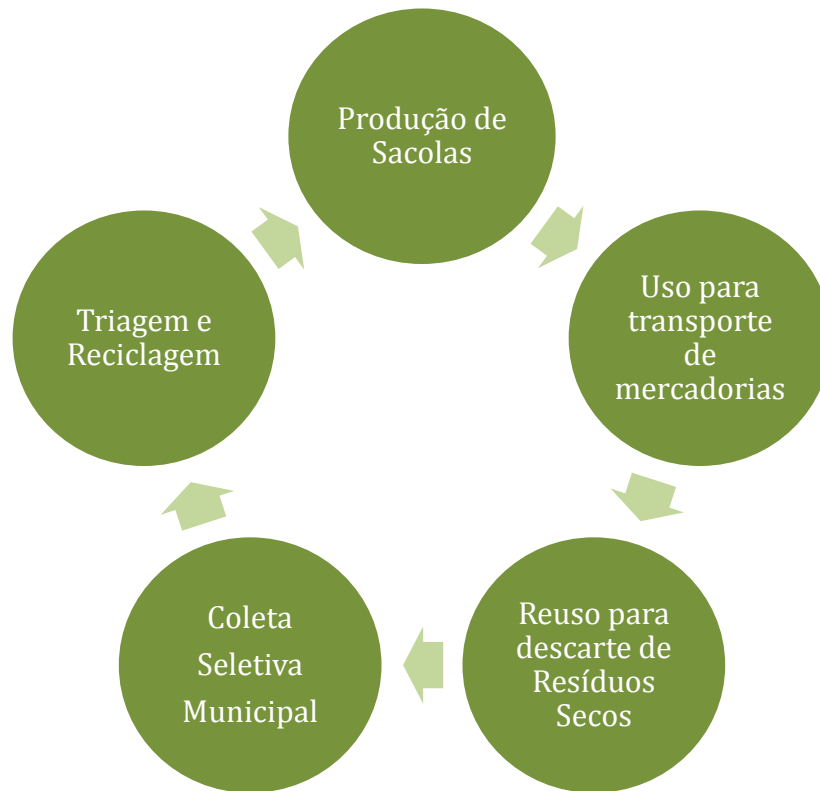 Produção de
Sacolas
Uso para
transporte
de
mercadorias
Reuso para
descarte de
Resíduos
Secos
Coleta
Seletiva
Municipal
Triagem e
Reciclagem